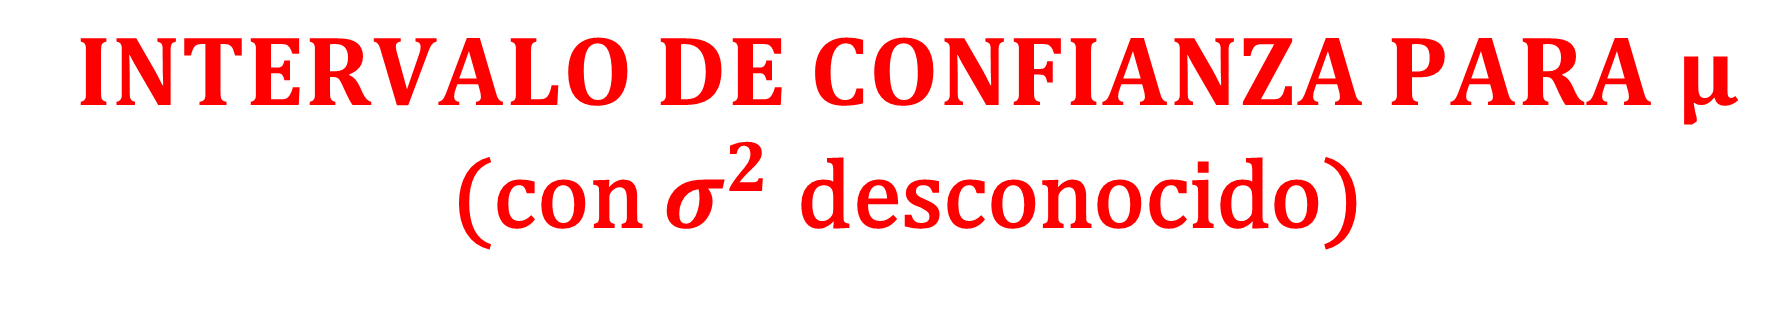 INTERVALO DE CONFIANZA PARA μ
(con σ² desconocido)